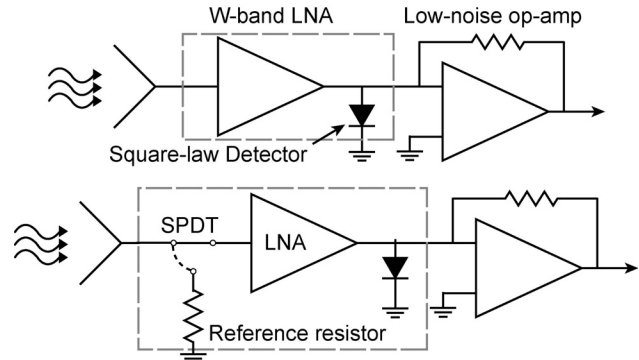 W-band LNA
Low-noise op-amp
Square-law Detector
SPDT
LNA
Reference resistor